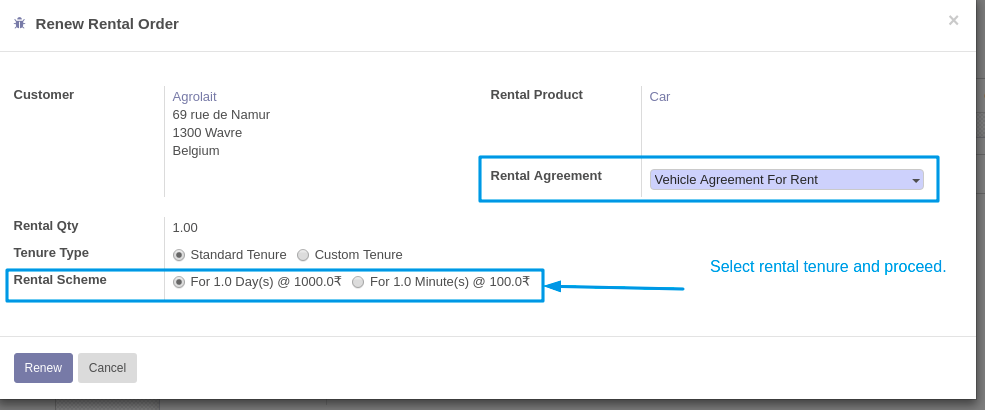 Renew Rental Order
×
Customer
Agrolait
69 rue de Namur
1300 Wavre
Belgium
Rental Product
Car
Rental Agreement
Vehicle Agreement For Rent
Rental Qty
1.00
Tenure Type
Standard Tenure Custom Tenure
Rental Scheme
For 1.0 Day(s) @ 1000.0₹ For 1.0 Minute(s) @ 100.0₹
Select rental tenure and proceed.
Renew Cancel